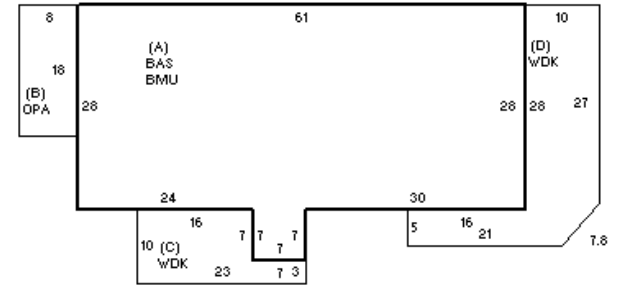 8 61 10
(A)
BAS
BMU
(D)
WDK
18
(B)
OPA
28 28 28 27
24 30
16 16
7 7 7
5
21
7
7.8
10 (C)
WDK
23 7 3